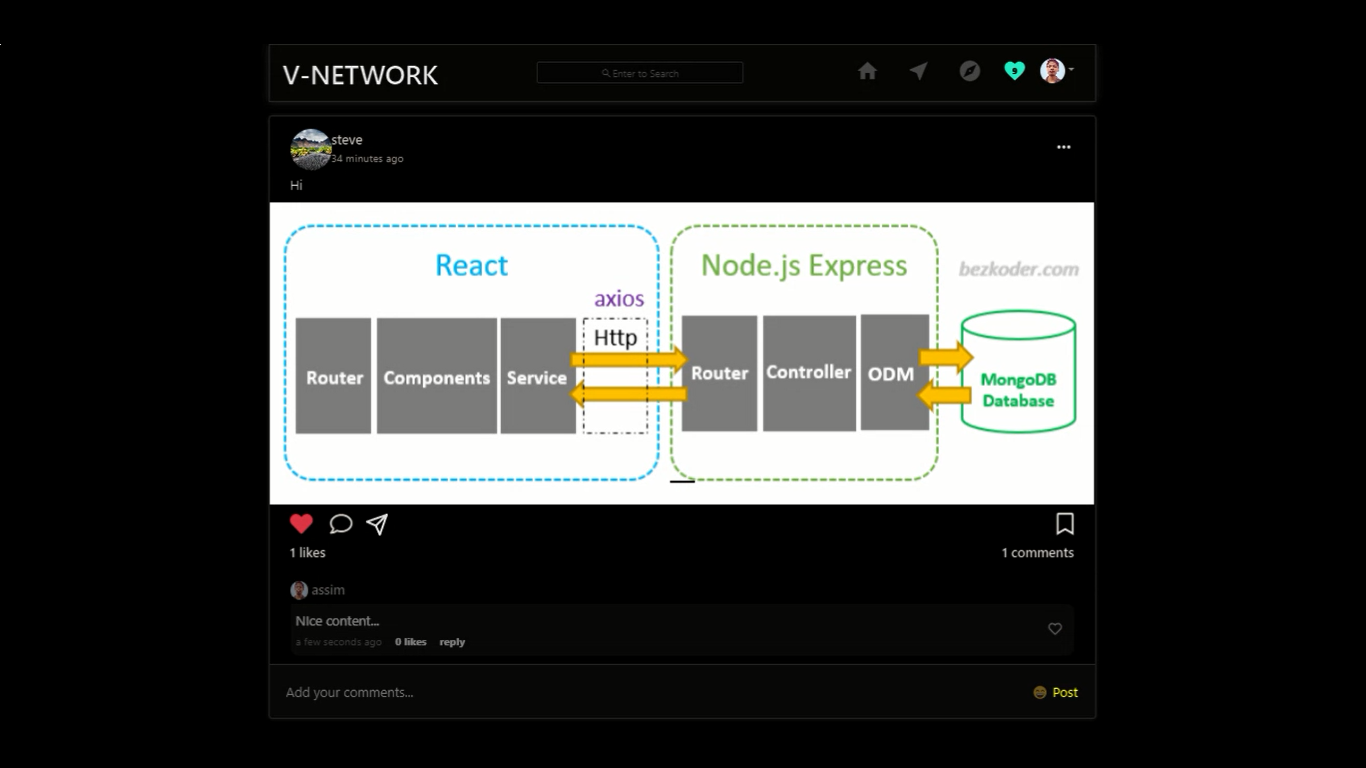 V-NETWORK
Enter to Search
9
steve
34 minutes ago
Hi
React
Node.js Express
bezkoder.com
axios
Http
Router
Components
Service
Router
Controller
ODM
MongoDB
Database
1 likes
1 comments
assim
NIce content...
a few seconds ago 0 likes reply
Add your comments...
Post